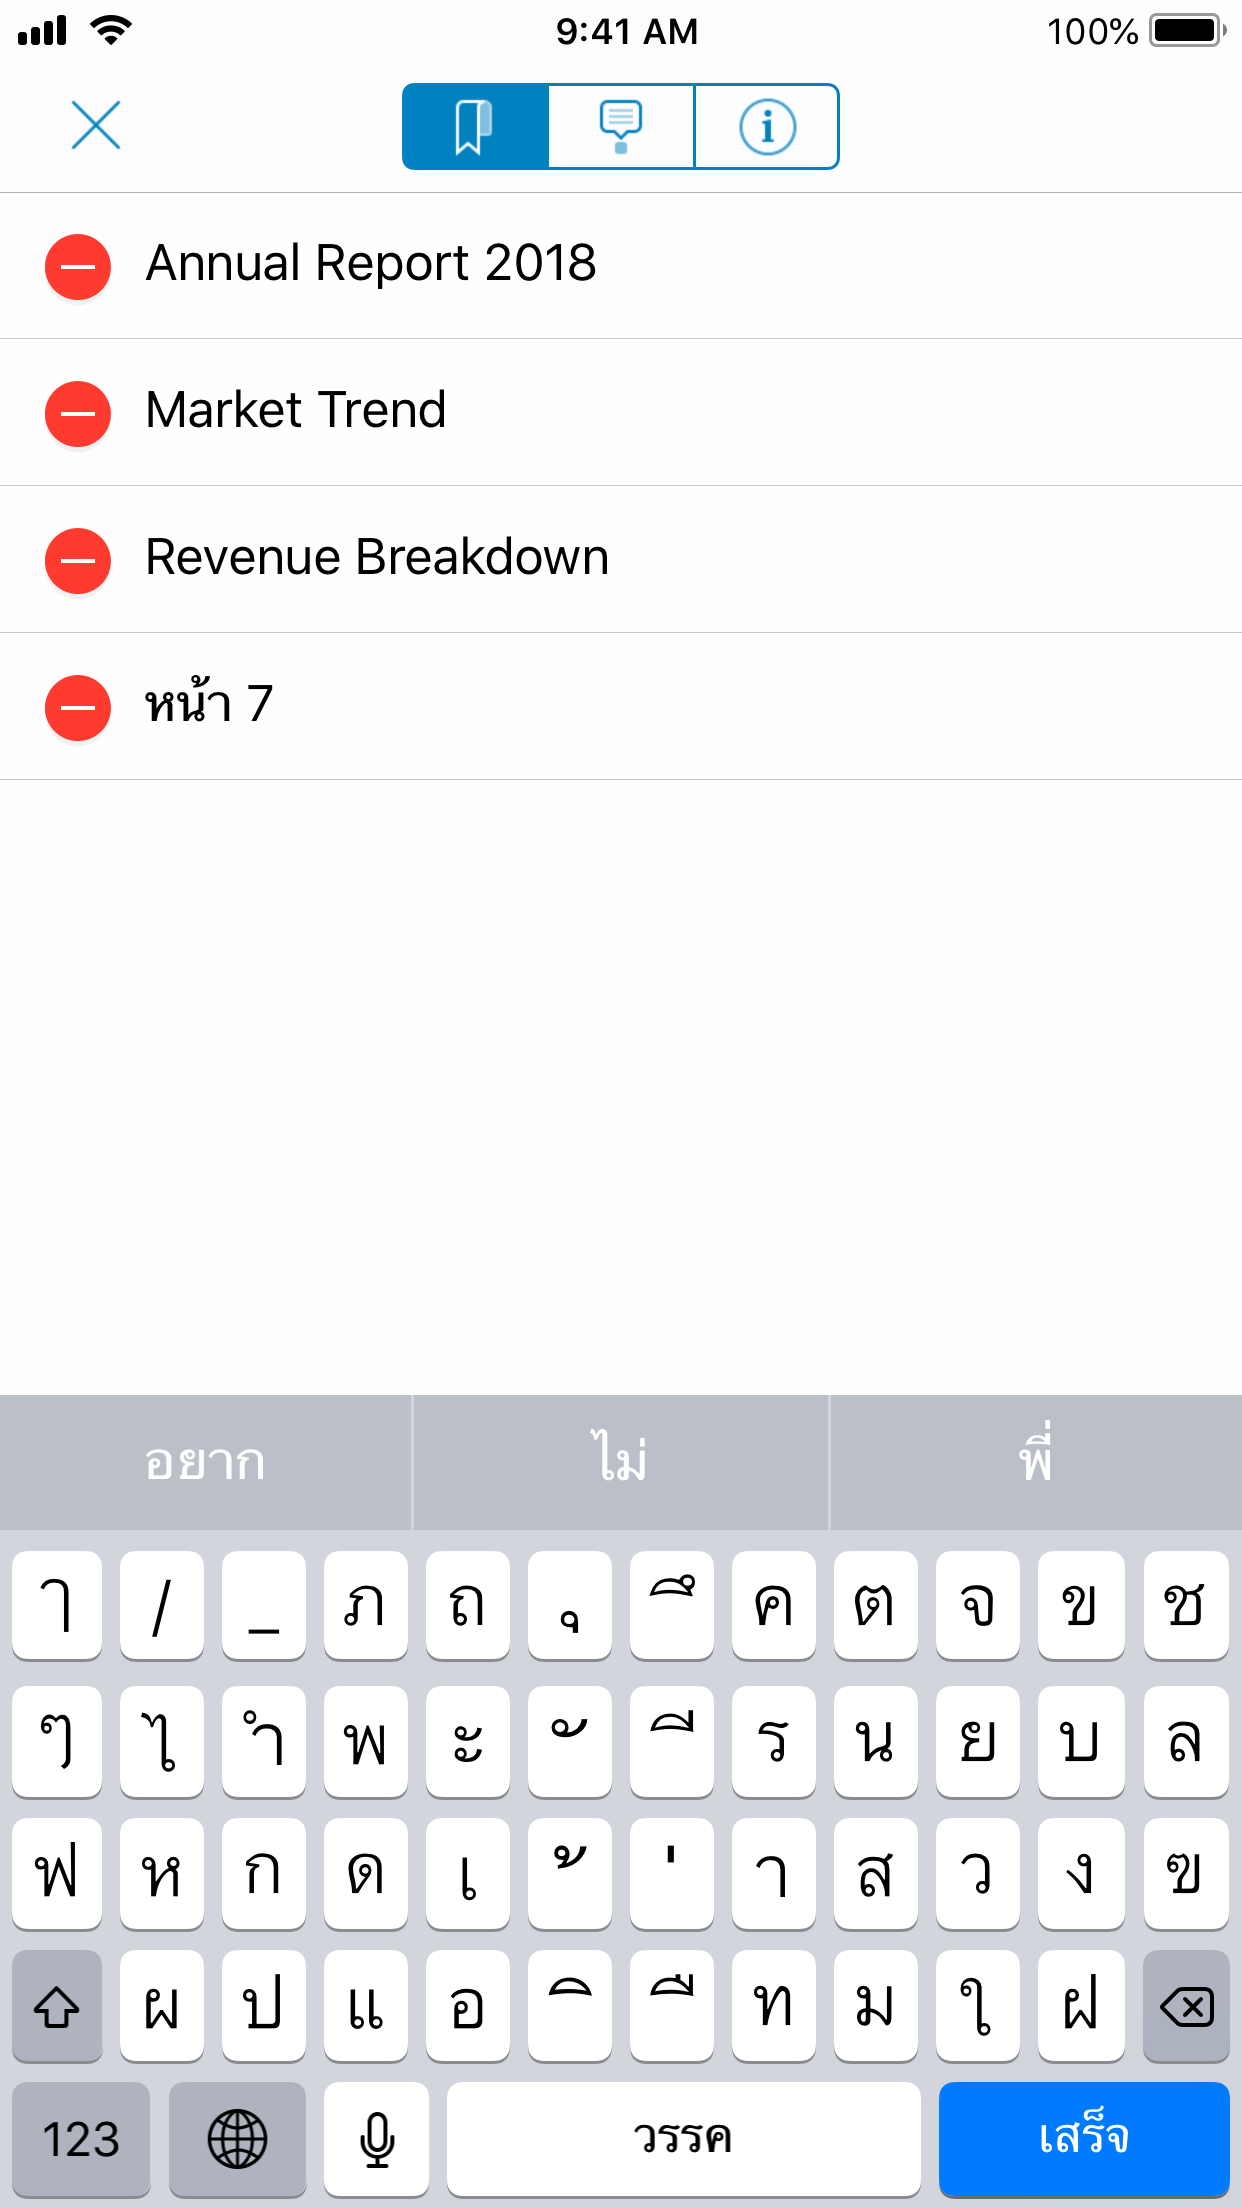 9:41 AM
100%
Annual Report 2018
Market Trend
Revenue Breakdown
หน้า 7
อยาก ไม่ พี่
ๅ / _ ภ ถ ุ ึ ค ต จ ข ช
ๆ ไ ำ พ ะ ั ี ร น ย บ ล
ฟ ห ก ด เ ้ ่ า ส ว ง ฃ
ผ ป แ อ ิ ื ท ม ใ ฝ
123 วรรค เสร็จ